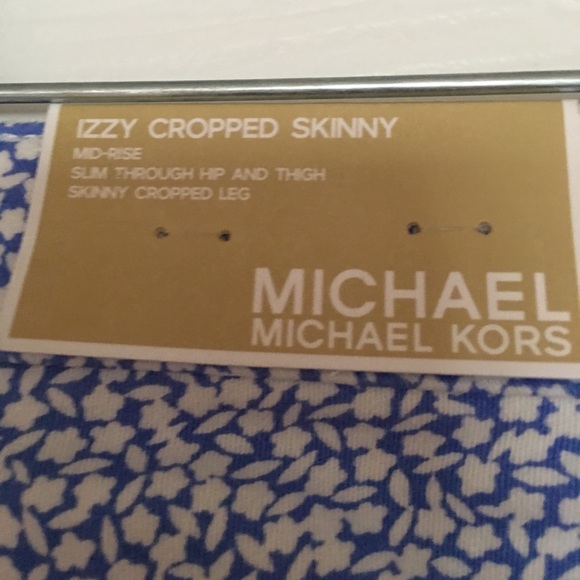 IZZY CROPPED SKINNY
MID-RISE
SLIM THROUGH HIP AND THIGH
SKINNY CROPPED LEG
MICHAEL
MICHAEL KORS